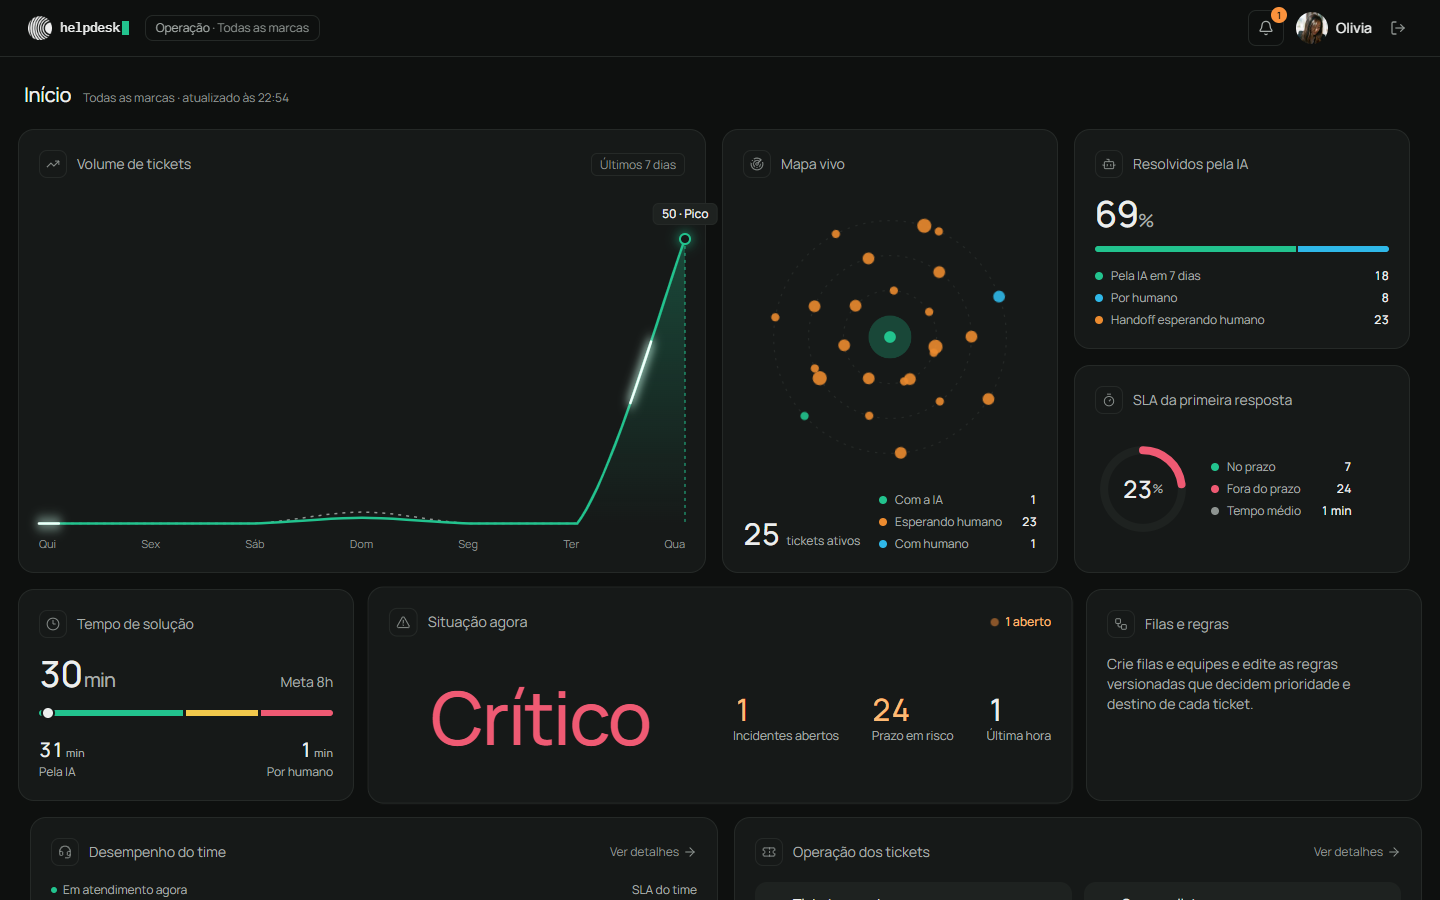 helpdesk
Operação · Todas as marcas
1
Olivia
Início
Todas as marcas · atualizado às 22:54
Volume de tickets
Últimos 7 dias
50 · Pico
Qui
Sex
Sáb
Dom
Seg
Ter
Qua
Mapa vivo
25 tickets ativos
Com a IA 1
Esperando humano 23
Com humano 1
Resolvidos pela IA
69%
Pela IA em 7 dias 18
Por humano 8
Handoff esperando humano 23
SLA da primeira resposta
23%
No prazo 7
Fora do prazo 24
Tempo médio 1 min
Tempo de solução
30 min
Meta 8h
31 min
Pela IA
1 min
Por humano
Situação agora
1 aberto
Crítico
1
Incidentes abertos
24
Prazo em risco
1
Última hora
Filas e regras
Crie filas e equipes e edite as regras
versionadas que decidem prioridade e
destino de cada ticket.
Desempenho do time
Ver detalhes →
Em atendimento agora
SLA do time
Operação dos tickets
Ver detalhes →